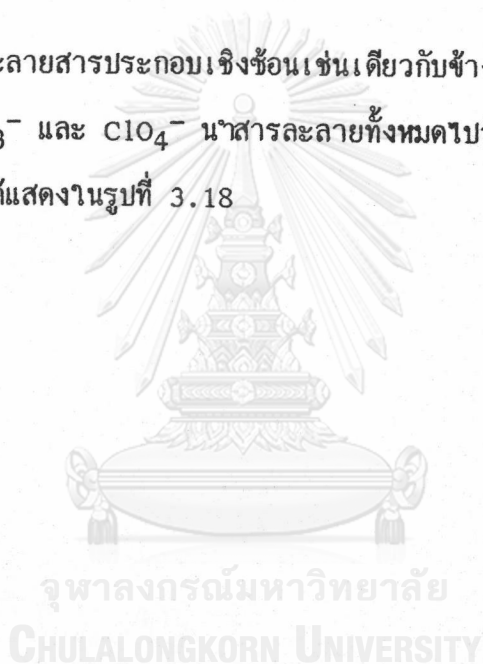 ละลายสารประกอบเชิงซ้อนเช่นเดียวกับข้าง
3⁻ และ ClO₄⁻ นำสารละลายทั้งหมดไป
แสดงในรูปที่ 3.18
จุฬาลงกรณ์มหาวิทยาลัย
CHULALONGKORN UNIVERSITY